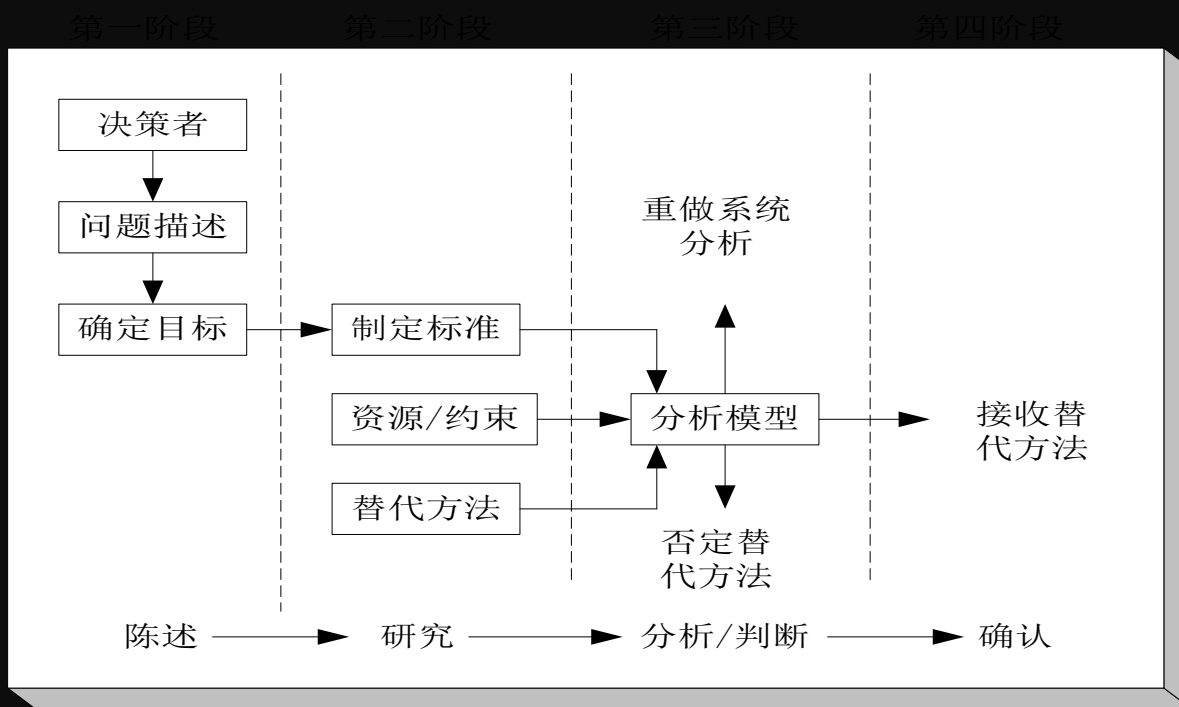 第一阶段
第二阶段
第三阶段
第四阶段
决策者
问题描述
确定目标
制定标准
资源/约束
替代方法
重做系统
分析
分析模型
否定替
代方法
接收替
代方法
陈述
研究
分析/判断
确认